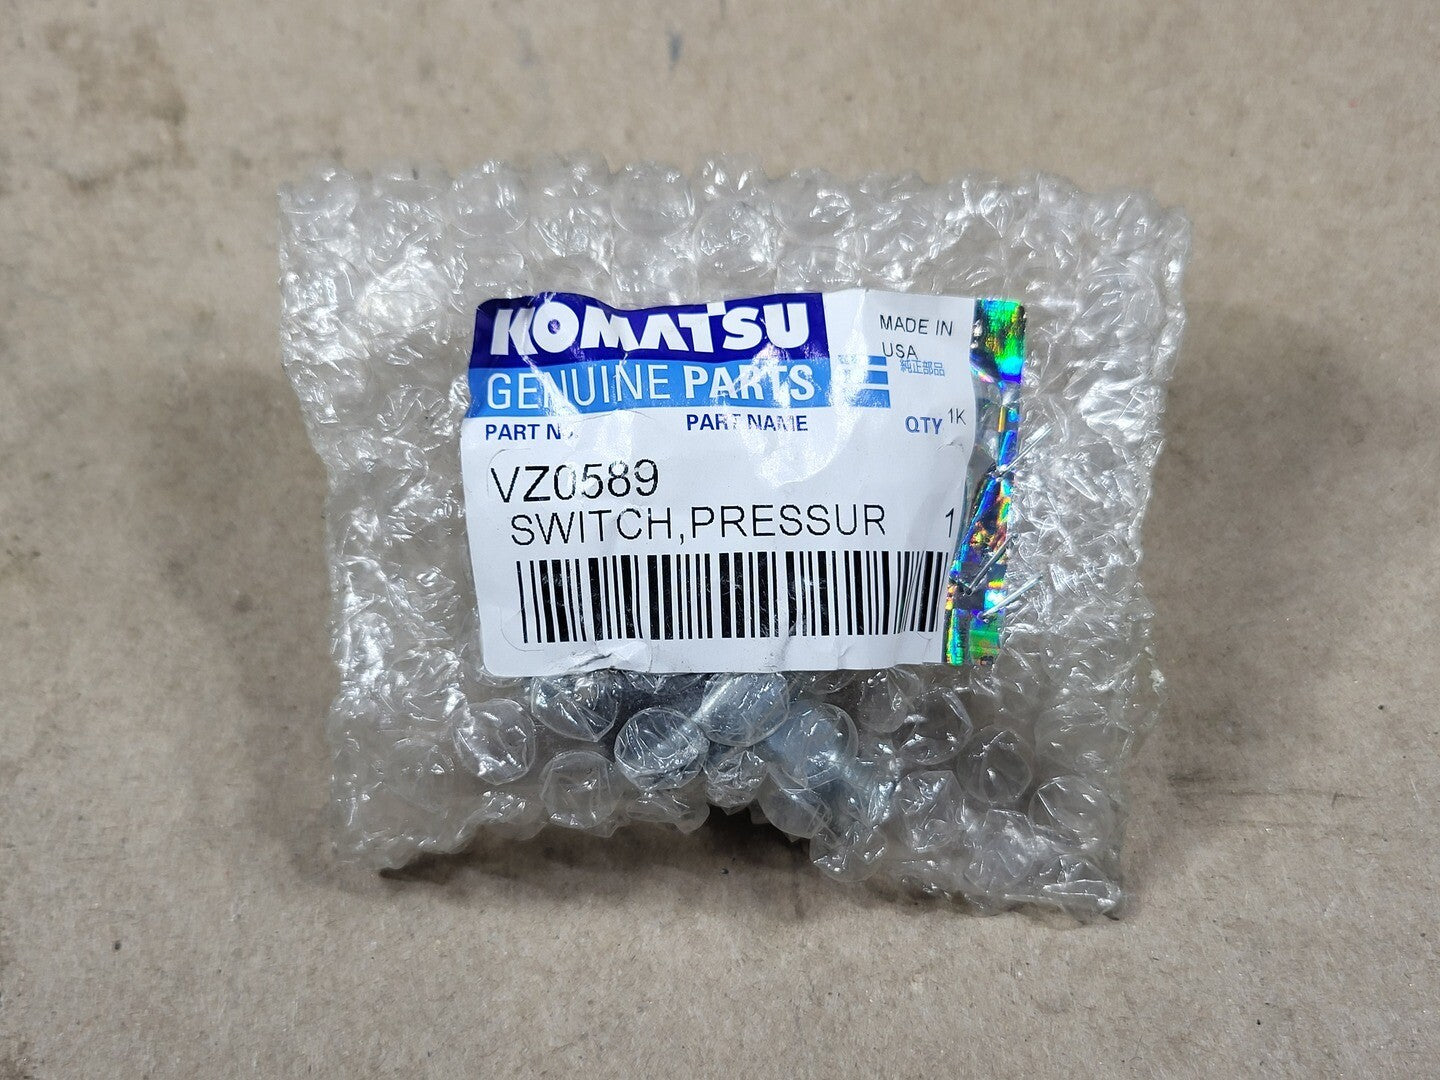 KOMATSU
MADE IN
USA
純正部品
GENUINE PARTS
PART NO.
PART NAME
QTY
1K
VZ0589
SWITCH,PRESSUR
1